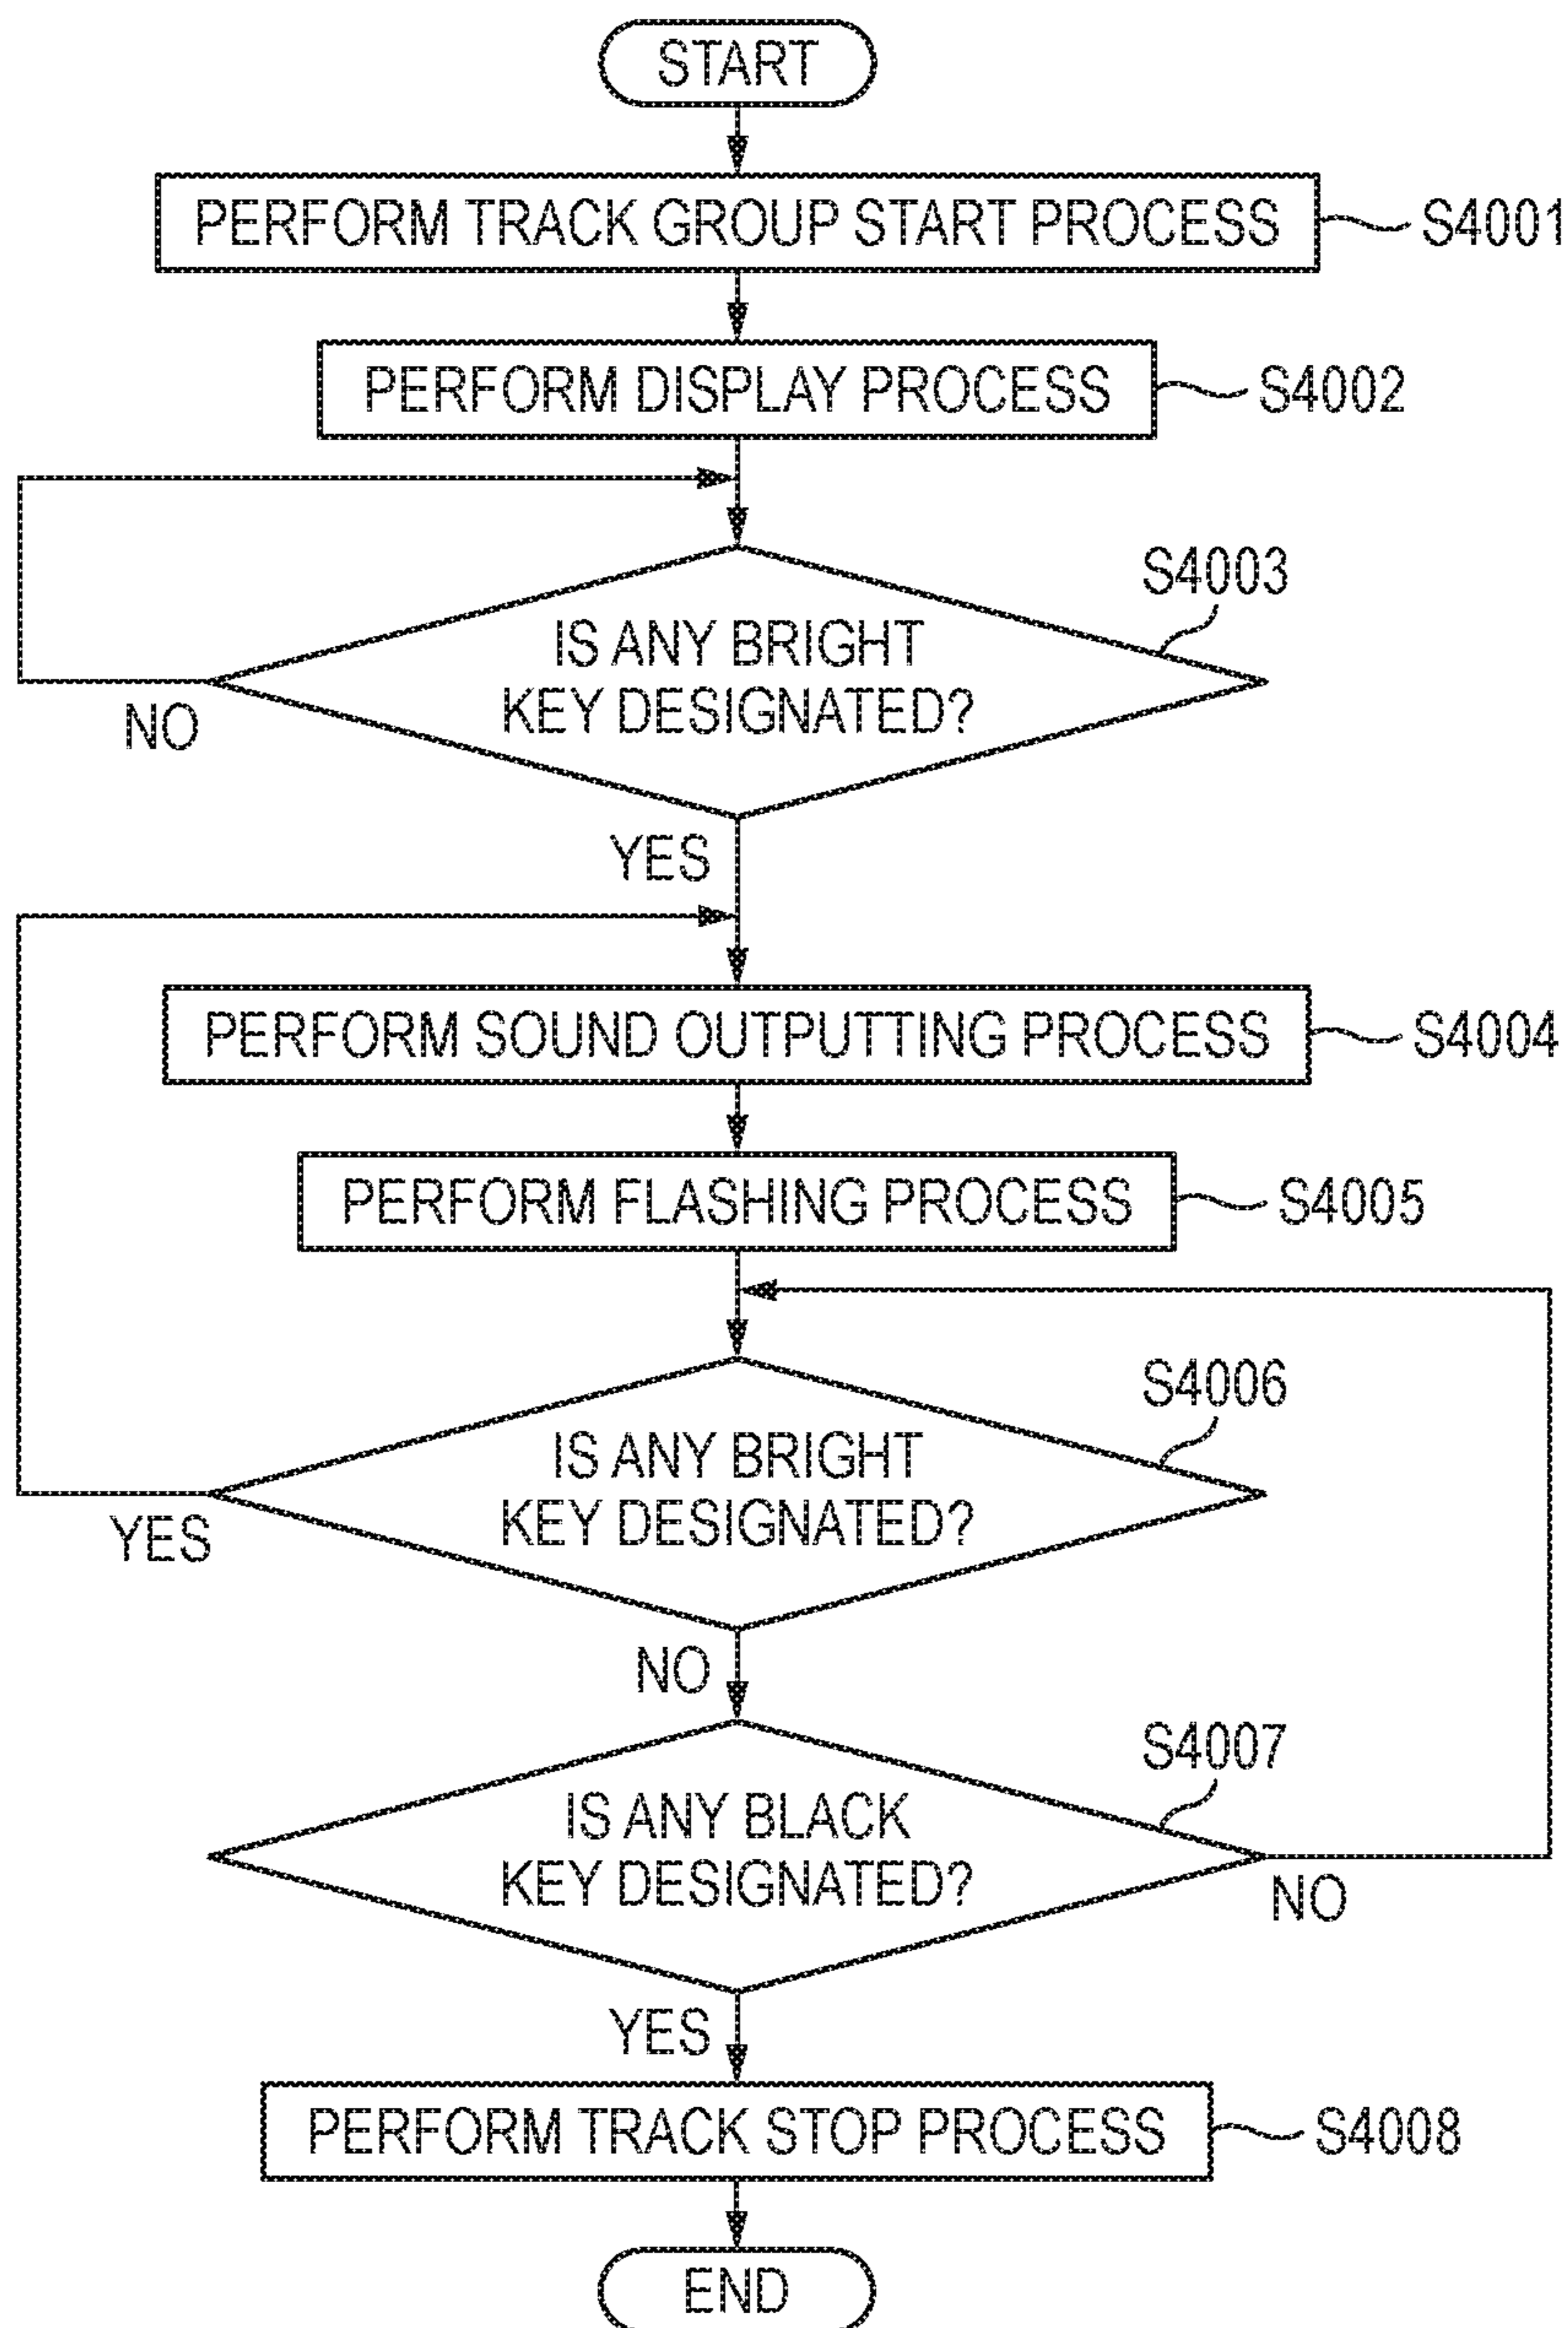 START
PERFORM TRACK GROUP START PROCESS
S4001
PERFORM DISPLAY PROCESS
S4002
S4003
IS ANY BRIGHT
KEY DESIGNATED?
NO
YES
PERFORM SOUND OUTPUTTING PROCESS
S4004
PERFORM FLASHING PROCESS
S4005
S4006
IS ANY BRIGHT
KEY DESIGNATED?
YES
NO
S4007
IS ANY BLACK
KEY DESIGNATED?
NO
YES
PERFORM TRACK STOP PROCESS
S4008
END